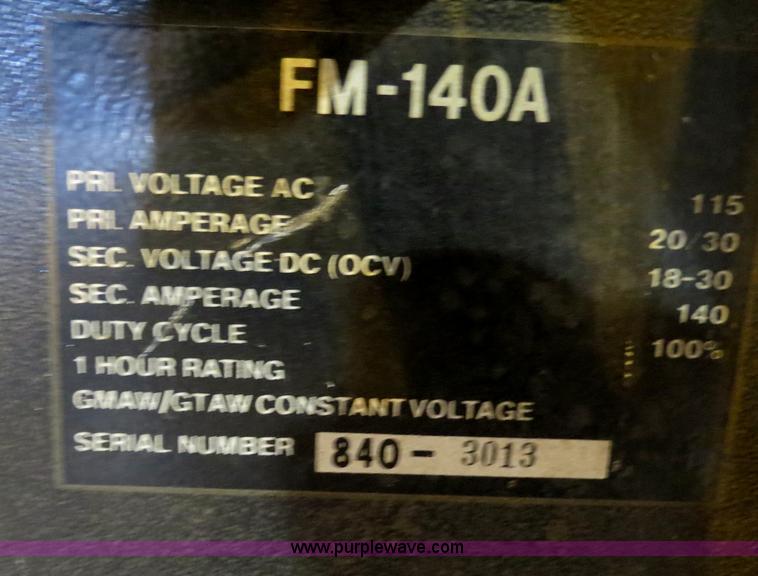 FM-140A
PRI. VOLTAGE AC 115
PRI. AMPERAGE 20/30
SEC. VOLTAGE DC (OCV) 18-30
SEC. AMPERAGE 140
DUTY CYCLE 100%
1 HOUR RATING
GMAW/GTAW CONSTANT VOLTAGE
SERIAL NUMBER 840- 3013
www.purplewave.com